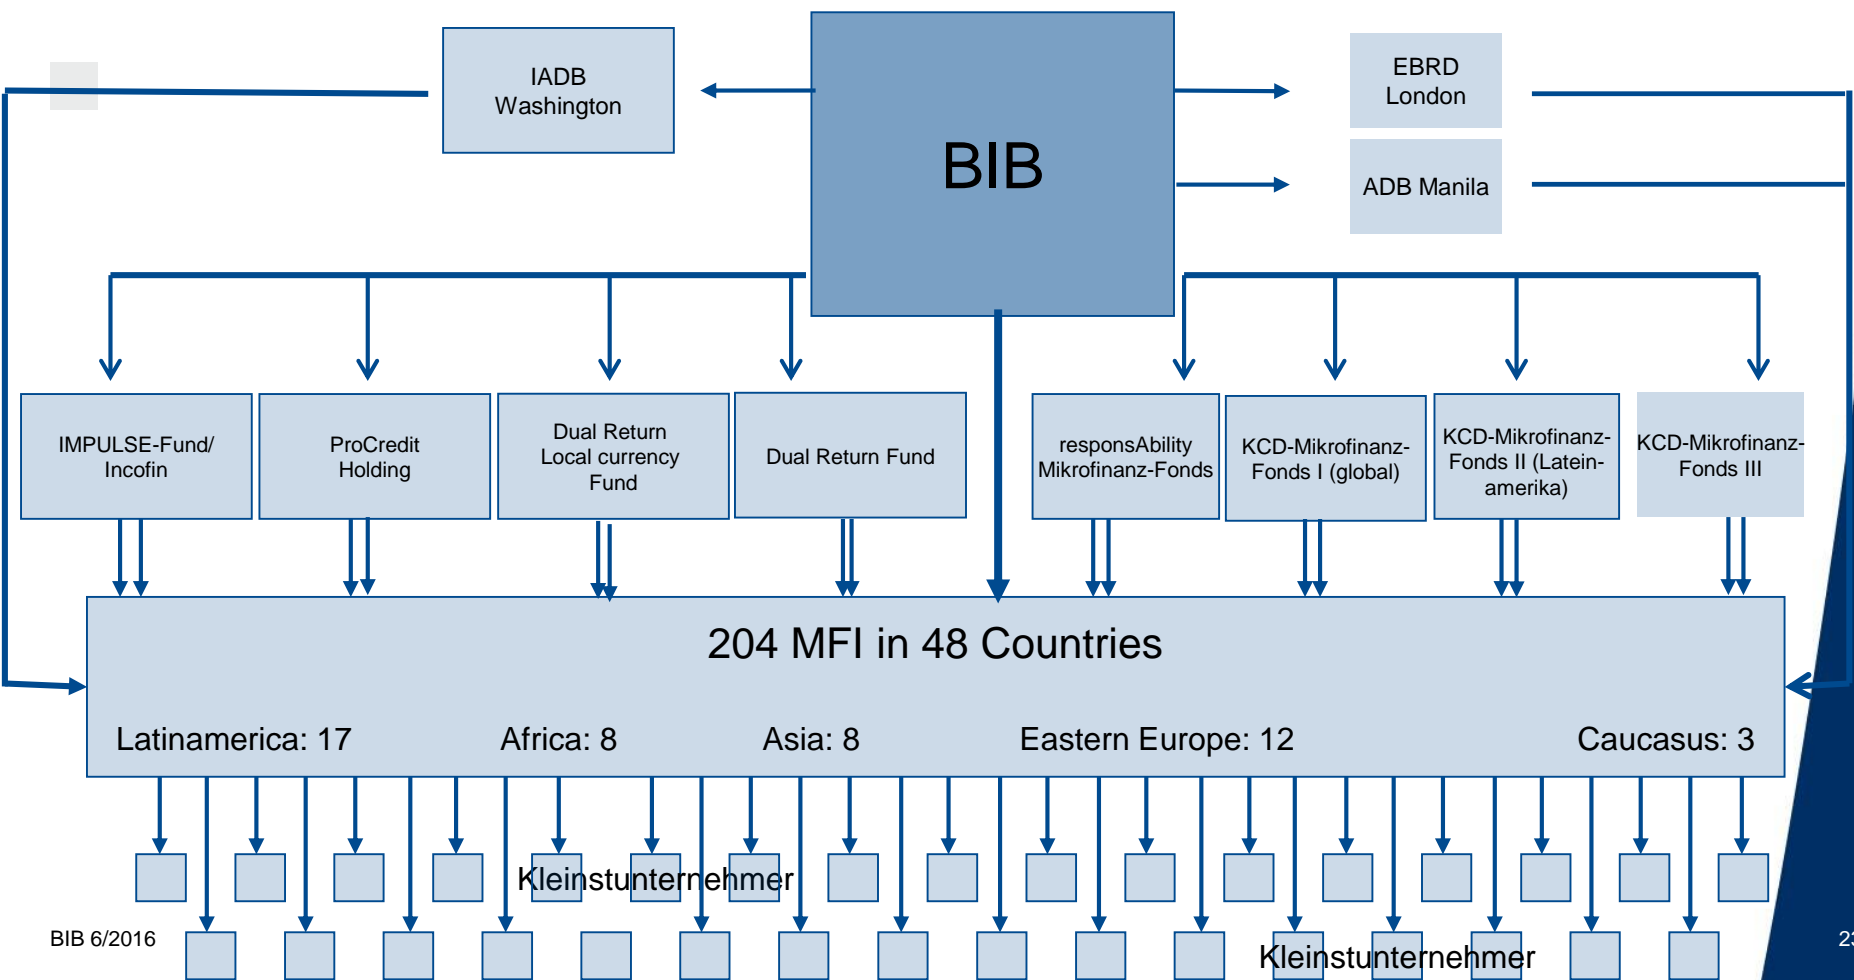 IADB
Washington
BIB
EBRD
London
ADB Manila
IMPULSE-Fund/
Incofin
ProCredit
Holding
Dual Return
Local currency
Fund
Dual Return Fund
responsAbility
Mikrofinanz-Fonds
KCD-Mikrofinanz-
Fonds I (global)
KCD-Mikrofinanz-
Fonds II (Latein-
amerika)
KCD-Mikrofinanz-
Fonds III
204 MFI in 48 Countries
Latinamerica: 17
Africa: 8
Asia: 8
Eastern Europe: 12
Caucasus: 3
Kleinstunternehmer
BIB 6/2016
Kleinstunternehmer
23